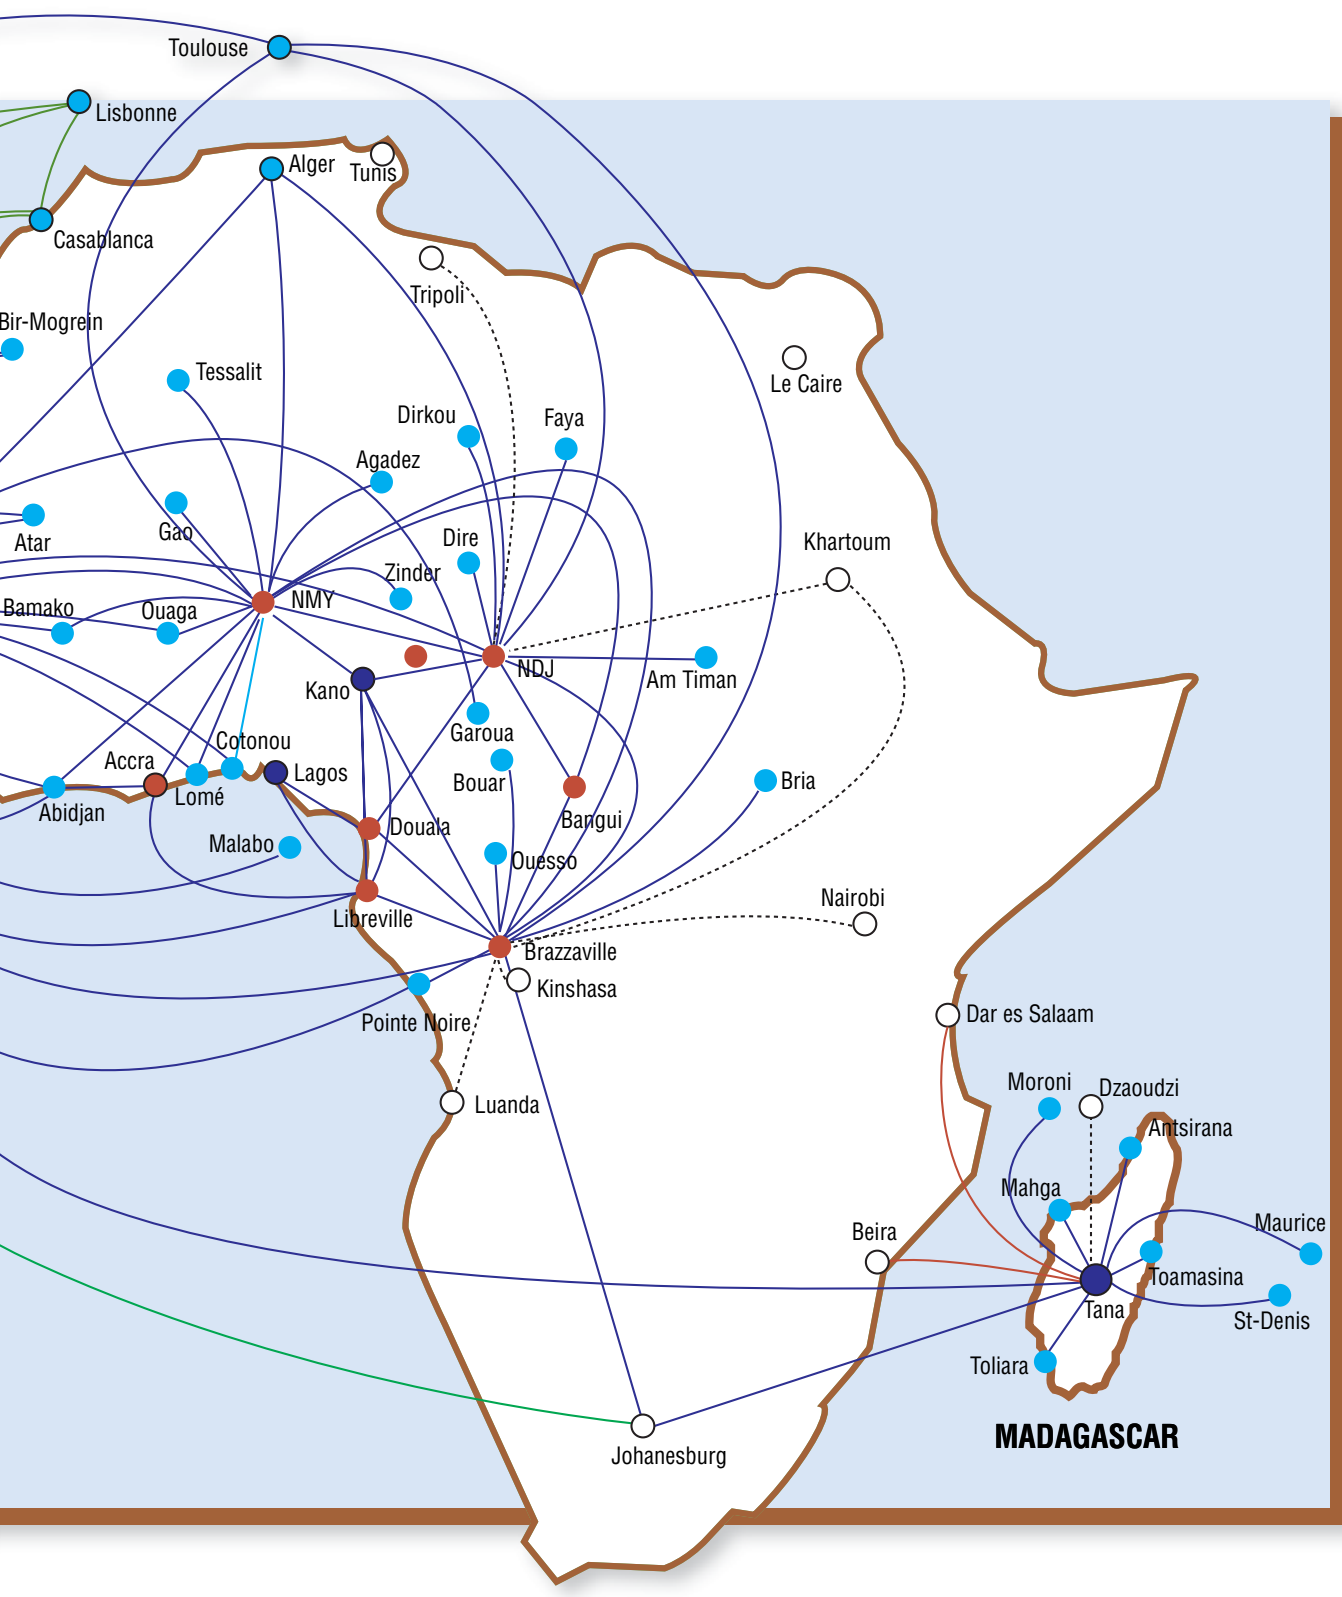 Toulouse
Lisbonne
Alger
Tunis
Casablanca
Tripoli
Bir-Mogrein
Le Caire
Tessalit
Dirkou
Faya
Agadez
Gao
Atar
Dire
Khartoum
Zinder
NMY
Bamako
Ouaga
NDJ
Am Timan
Kano
Garoua
Cotonou
Accra
Lagos
Bouar
Bria
Lomé
Abidjan
Douala
Bangui
Malabo
Ouesso
Libreville
Nairobi
Brazzaville
Kinshasa
Pointe Noire
Dar es Salaam
Moroni
Dzaoudzi
Luanda
Antsirana
Mahga
Maurice
Beira
Toamasina
Tana
St-Denis
Toliara
MADAGASCAR
Johanesburg